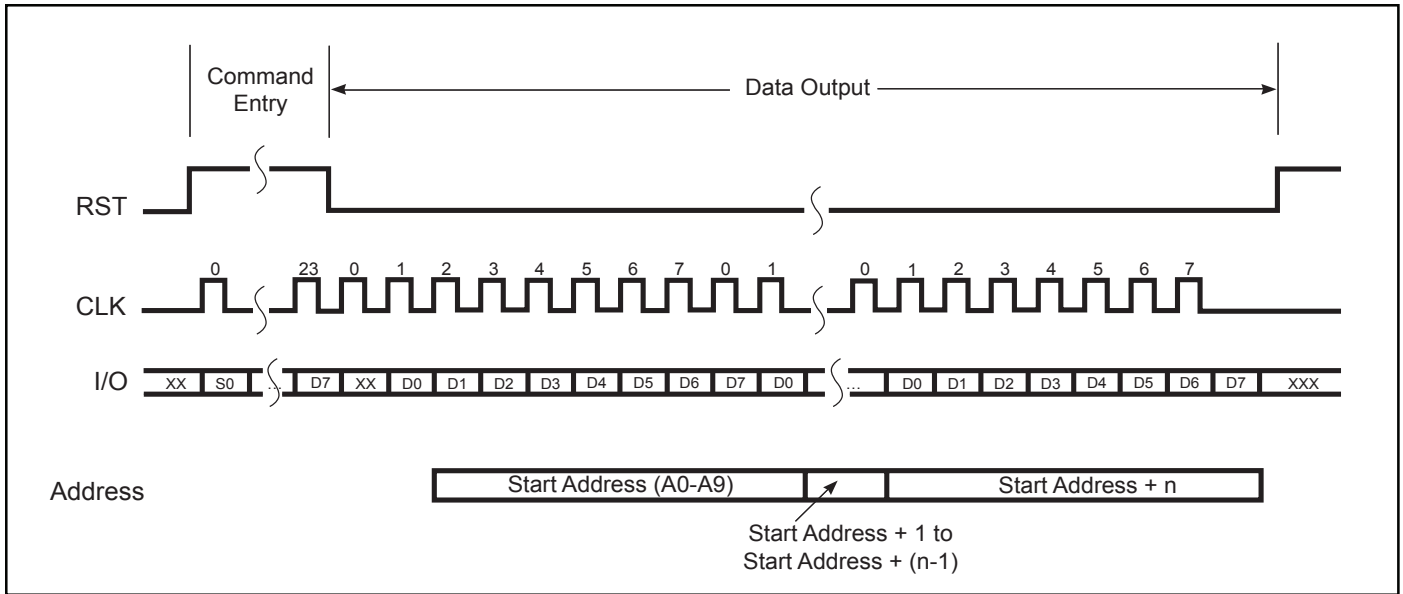 Command
Entry
Data Output
RST
0 23 0 1 2 3 4 5 6 7 0 1 0 1 2 3 4 5 6 7
CLK
I/O XX S0 ... D7 XX D0 D1 D2 D3 D4 D5 D6 D7 D0 ... D0 D1 D2 D3 D4 D5 D6 D7 XXX
Address Start Address (A0-A9) Start Address + n
Start Address + 1 to
Start Address + (n-1)